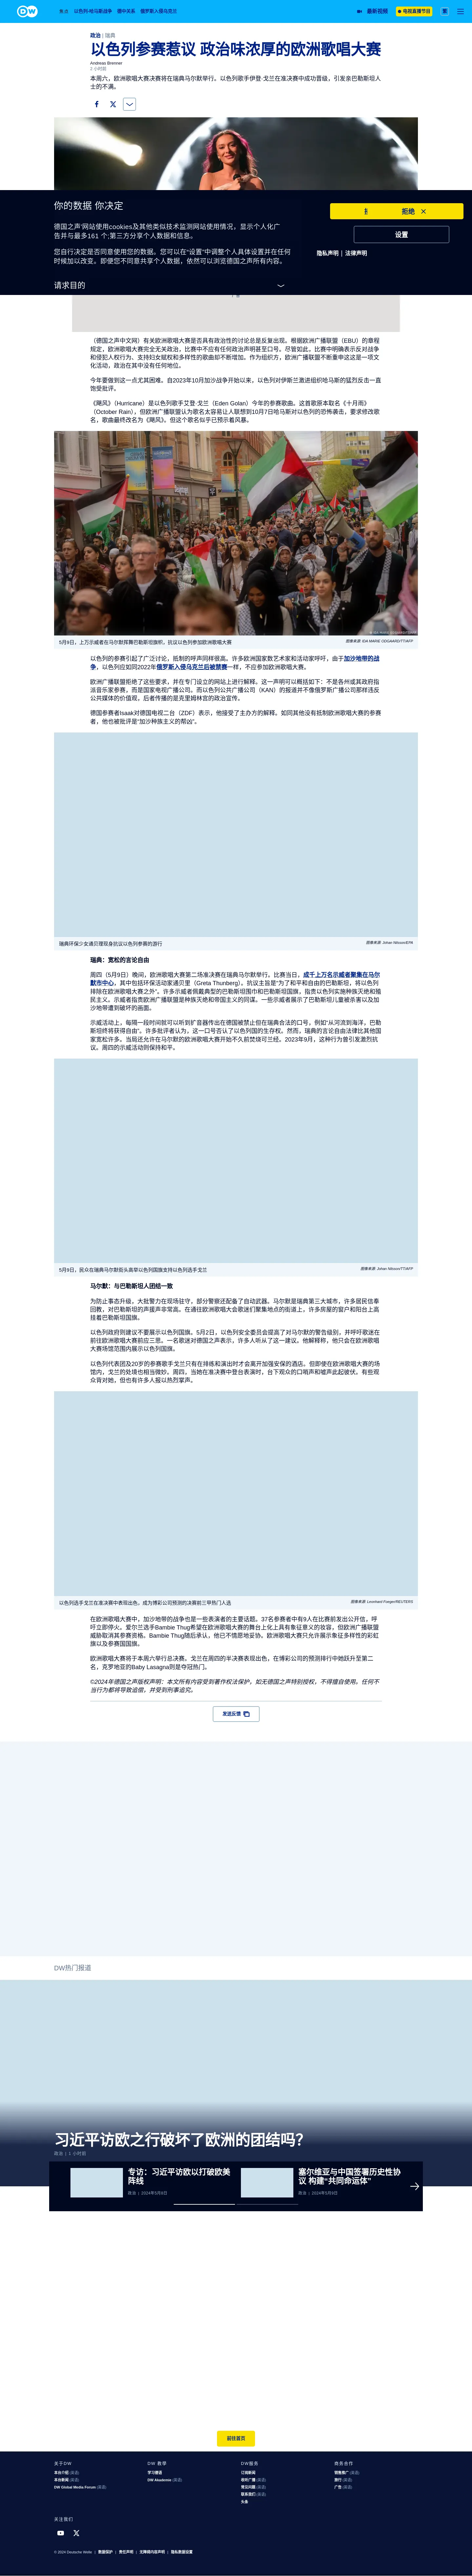 DW
焦点
以色列-哈马斯战争
德中关系
俄罗斯入侵乌克兰
最新视频
电视直播节目
政治 | 瑞典
以色列参赛惹议 政治味浓厚的欧洲歌唱大赛
Andreas Brenner
2 小时前
本周六，欧洲歌唱大赛决赛将在瑞典马尔默举行。以色列歌手伊登·戈兰在准决赛中成功晋级，引发亲巴勒斯坦人
士的不满。
你的数据 你决定
德国之声'网站使用cookies及其他类似技术监测网站使用情况，显示个人化广
告并与最多161 个;第三方分享个人数据和信息。
您自行决定是否同意使用您的数据。您可以在“设置”中调整个人具体设置并在任何
时候加以改变。即便您不同意共享个人数据，依然可以浏览德国之声所有内容。
请求目的
拒绝
设置
隐私声明 | 法律声明
（德国之声中文网）有关欧洲歌唱大赛是否具有政治性的讨论总是反复出现。根据欧洲广播联盟（EBU）的章程
规定，欧洲歌唱大赛完全无关政治，比赛中不应有任何政治声明甚至口号。尽管如此，比赛中明确表示反对战争
和侵犯人权行为、支持妇女赋权和多样性的歌曲却不断增加。作为组织方，欧洲广播联盟不断重申这这是一项文
化活动，政治在其中没有任何地位。
今年要做到这一点尤其困难。自2023年10月加沙战争开始以来，以色列对伊斯兰激进组织哈马斯的猛烈反击一直
饱受批评。
《飓风》（Hurricane）是以色列歌手艾登·戈兰（Eden Golan）今年的参赛歌曲。这首歌原本取名《十月雨》
（October Rain），但欧洲广播联盟认为歌名太容易让人联想到10月7日哈马斯对以色列的恐怖袭击，要求修改歌
名，歌曲最终改名为《飓风》。但这个歌名似乎已预示着风暴。
5月9日，上万示威者在马尔默挥舞巴勒斯坦旗帜，抗议以色列参加欧洲歌唱大赛
图像来源: IDA MARIE ODGAARD/TT/AFP
以色列的参赛引起了广泛讨论，抵制的呼声同样很高。许多欧洲国家数艺术家和活动家呼吁，由于加沙地带的战
争，以色列应如同2022年俄罗斯入侵乌克兰后被禁赛一样，不应参加欧洲歌唱大赛。
欧洲广播联盟拒绝了这些要求，并在专门设立的网站上进行解释。这一声明可以概括如下：不是各州或其政府指
派音乐家参赛，而是国家电视广播公司。而以色列公共广播公司（KAN）的报道并不像俄罗斯广播公司那样违反
公共媒体的价值观，后者传播的是克里姆林宫的政治宣传。
德国参赛者Isaak对德国电视二台（ZDF）表示，他接受了主办方的解释。如同其他没有抵制欧洲歌唱大赛的参赛
者，他也被批评是"加沙种族主义的帮凶"。
瑞典环保少女通贝里现身抗议以色列参赛的游行
图像来源: Johan Nilsson/EPA
瑞典：宽松的言论自由
周四（5月9日）晚间，欧洲歌唱大赛第二场准决赛在瑞典马尔默举行。比赛当日，成千上万名示威者聚集在马尔
默市中心，其中包括环保活动家通贝里（Greta Thunberg）。抗议主旨是"为了和平和自由的巴勒斯坦，将以色列
排除在欧洲歌唱大赛之外"。许多示威者佩戴典型的巴勒斯坦围巾和挥舞巴勒斯坦国旗，指责以色列实施种族灭绝和殖
民主义。示威者指责欧洲广播联盟是种族灭绝和帝国主义的同谋。一些示威者展示了巴勒斯坦儿童被杀害以及加
沙地带遭到破坏的画面。
示威活动上，每隔一段时间就可以听到扩音器传出在德国被禁止但在瑞典合法的口号，例如"从河流到海洋，巴勒
斯坦终将获得自由"。许多批评者认为，这一口号否认了以色列国的生存权。然而，瑞典的言论自由法律比其他国
家宽松许多。当局还允许在马尔默的欧洲歌唱大赛开始不久前焚烧可兰经。2023年9月，这种行为曾引发激烈抗
议。周四的示威活动则保持和平。
5月9日，民众在瑞典马尔默街头高举以色列国旗支持以色列选手戈兰
图像来源: Johan Nilsson/TT/AFP
马尔默：与巴勒斯坦人团结一致
为防止事态升级，大批警力在现场驻守，部分警察还配备了自动武器。马尔默是瑞典第三大城市，许多居民信奉
回教，对巴勒斯坦的声援声非常高。在通往欧洲歌唱大会歌迷们聚集地点的街道上，许多房屋的窗户和阳台上高
挂着巴勒斯坦国旗。
以色列政府则建议不要展示以色列国旗。5月2日，以色列安全委员会提高了对马尔默的警告级别，并呼吁歌迷在
前往欧洲歌唱大赛前应三思。一名歌迷对德国之声表示，许多人听从了这一建议。他解释称，他只会在欧洲歌唱
大赛场馆范围内展示以色列国旗。
以色列代表团及20岁的参赛歌手戈兰只有在排练和演出时才会离开加强安保的酒店。但即使在欧洲歌唱大赛的场
馆内，戈兰的处境也相当微妙。周四，当她在准决赛中登台表演时，台下观众的口哨声和嘘声此起彼伏，有些观
众背对她，但也有许多人报以热烈掌声。
以色列选手戈兰在准决赛中表现出色，成为博彩公司预测的决赛前三甲热门人选
图像来源: Leonhard Foeger/REUTERS
在欧洲歌唱大赛中，加沙地带的战争也是一些表演者的主要话题。37名参赛者中有9人在比赛前发出公开信，呼
吁立即停火。爱尔兰选手Bambie Thug希望在欧洲歌唱大赛的舞台上化上具有象征意义的妆容，但欧洲广播联盟
威胁取消其参赛资格。Bambie Thug随后承认，他已不情愿地妥协。欧洲歌唱大赛只允许展示象征多样性的彩虹
旗以及参赛国国旗。
欧洲歌唱大赛将于本周六举行总决赛。戈兰在周四的半决赛表现出色，在博彩公司的预测排行中她跃升至第二
名，克罗地亚的Baby Lasagna则是夺冠热门。
©2024年德国之声版权声明：本文所有内容受到著作权法保护，如无德国之声特别授权，不得擅自使用。任何不
当行为都将导致追偿，并受到刑事追究。
发送反馈
DW热门报道
习近平访欧之行破坏了欧洲的团结吗？
政治 | 1 小时前
专访：习近平访欧以打破欧美
阵线
政治 | 2024年5月8日
塞尔维亚与中国签署历史性协
议 构建“共同命运体”
政治 | 2024年5月9日
前往首页
关于DW
本台介绍 (英语)
本台新闻 (英语)
DW Global Media Forum (英语)
DW 教学
学习德语
DW Akademie (英语)
DW服务
订阅新闻
收听广播 (英语)
常见问题 (英语)
联系我们 (英语)
头条
商务合作
销售推广 (英语)
旅行 (英语)
广告 (英语)
关注我们
© 2024 Deutsche Welle | 数据保护 | 责任声明 | 无障碍内容声明 | 隐私数据设置